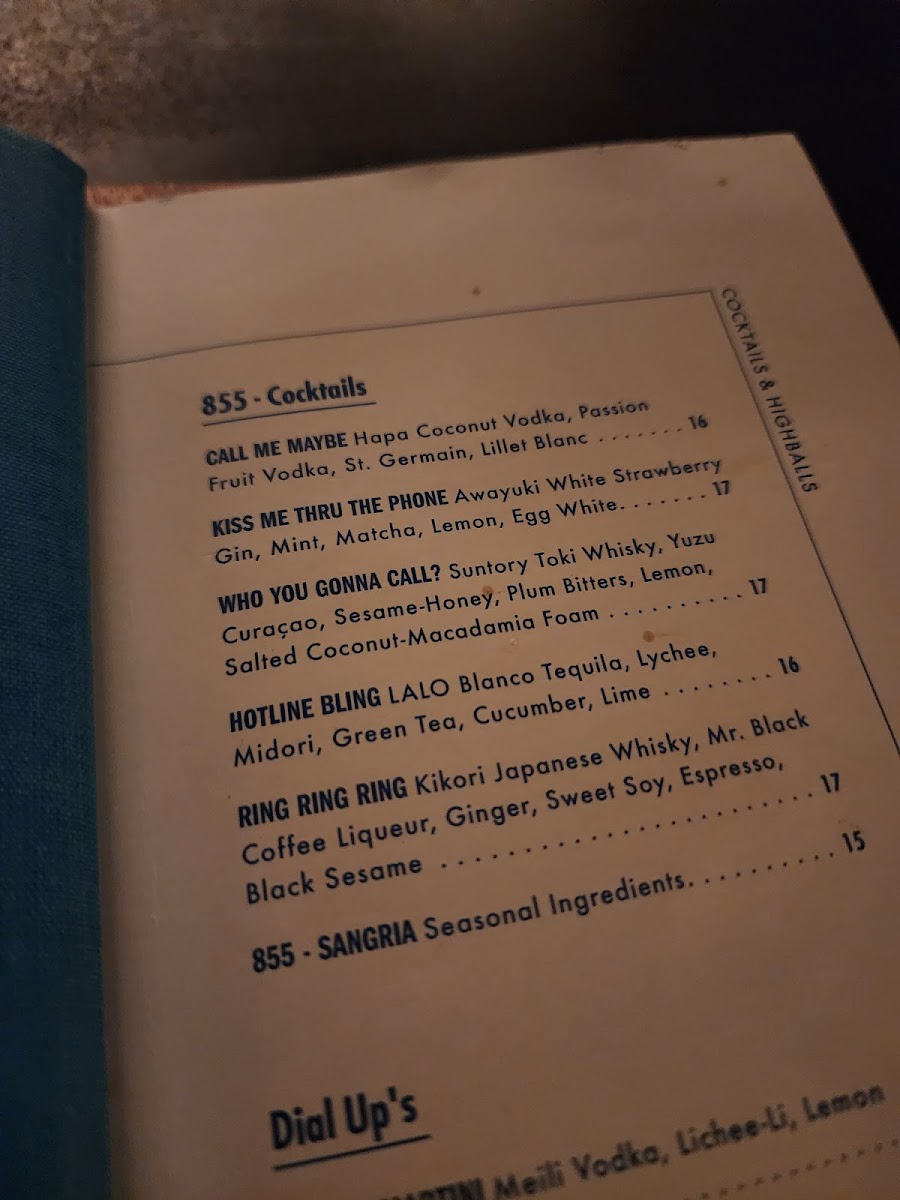 COCKTAILS & HIGHBALLS
855 - Cocktails
CALL ME MAYBE Hapa Coconut Vodka, Passion
Fruit Vodka, St. Germain, Lillet Blanc . . . . . . . 16
KISS ME THRU THE PHONE Awayuki White Strawberry
Gin, Mint, Matcha, Lemon, Egg White. . . . . . . 17
WHO YOU GONNA CALL? Suntory Toki Whisky, Yuzu
Curaçao, Sesame-Honey, Plum Bitters, Lemon,
Salted Coconut-Macadamia Foam . . . . . . . . . . 17
HOTLINE BLING LALO Blanco Tequila, Lychee,
Midori, Green Tea, Cucumber, Lime . . . . . . . . 16
RING RING RING Kikori Japanese Whisky, Mr. Black
Coffee Liqueur, Ginger, Sweet Soy, Espresso,
Black Sesame . . . . . . . . . . . . . . . . . . . . . . . . 17
855 - SANGRIA Seasonal Ingredients. . . . . . . . . . 15
Dial Up's
MARTINI Meili Vodka, Lichee-Li, Lemon